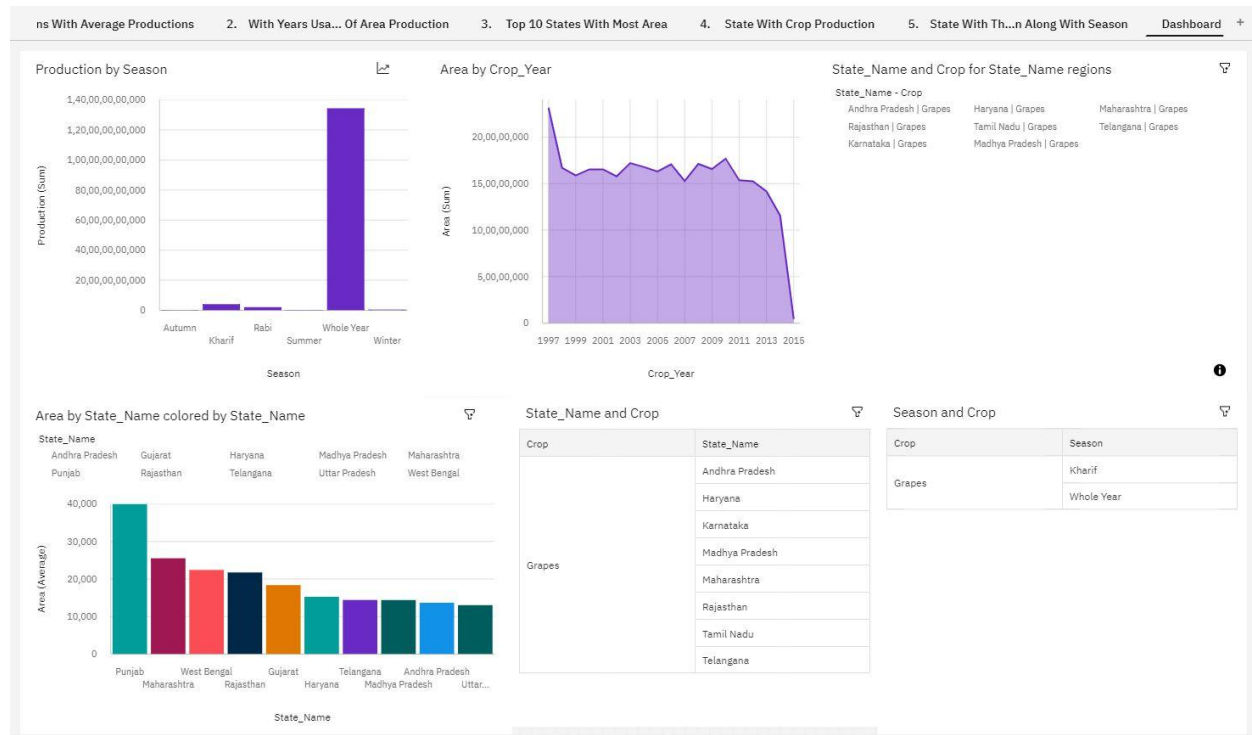 ns With Average Productions 2. With Years Usa... Of Area Production 3. Top 10 States With Most Area 4. State With Crop Production 5. State With Th...n Along With Season Dashboard +
Production by Season
1,40,00,00,00,000
1,20,00,00,00,000
1,00,00,00,00,000
80,00,00,00,000
60,00,00,00,000
40,00,00,00,000
20,00,00,00,000
0
Production (Sum)
Autumn Rabi Whole Year
Kharif Summer Winter
Season
Area by Crop_Year
20,00,00,000
15,00,00,000
10,00,00,000
5,00,00,000
0
Area (Sum)
1997 1999 2001 2003 2005 2007 2009 2011 2013 2015
Crop_Year
State_Name and Crop for State_Name regions
State_Name - Crop
Andhra Pradesh | Grapes Haryana | Grapes Maharashtra | Grapes
Rajasthan | Grapes Tamil Nadu | Grapes Telangana | Grapes
Karnataka | Grapes Madhya Pradesh | Grapes
Area by State_Name colored by State_Name
State_Name
Andhra Pradesh Gujarat Haryana Madhya Pradesh Maharashtra
Punjab Rajasthan Telangana Uttar Pradesh West Bengal
40,000
30,000
20,000
10,000
0
Area (Average)
Punjab West Bengal Gujarat Telangana Andhra Pradesh
Maharashtra Rajasthan Haryana Madhya Pradesh Uttar...
State_Name
State_Name and Crop
Crop State_Name
Grapes
Andhra Pradesh
Haryana
Karnataka
Madhya Pradesh
Maharashtra
Rajasthan
Tamil Nadu
Telangana
Season and Crop
Crop Season
Grapes
Kharif
Whole Year